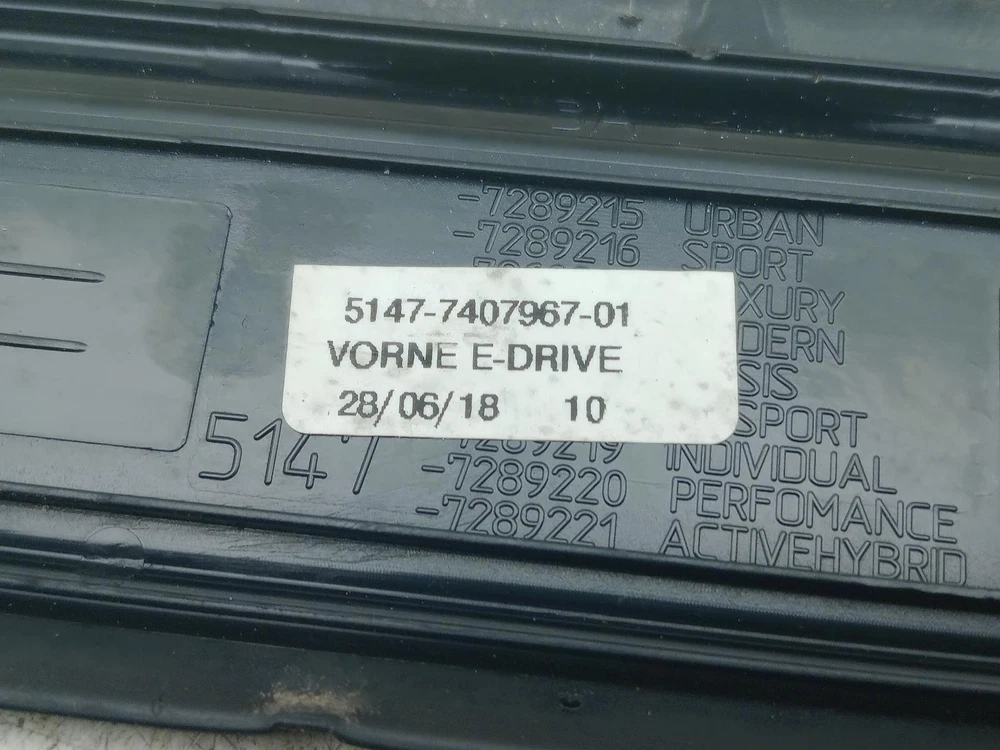 -7289215 URBAN
-7289216 SPORT
5147-7407967-01
VORNE E-DRIVE
28/06/18 10
SPORT
5147
-7289219 INDIVIDUAL
-7289220 PERFOMANCE
-7289221 ACTIVEHYBRID